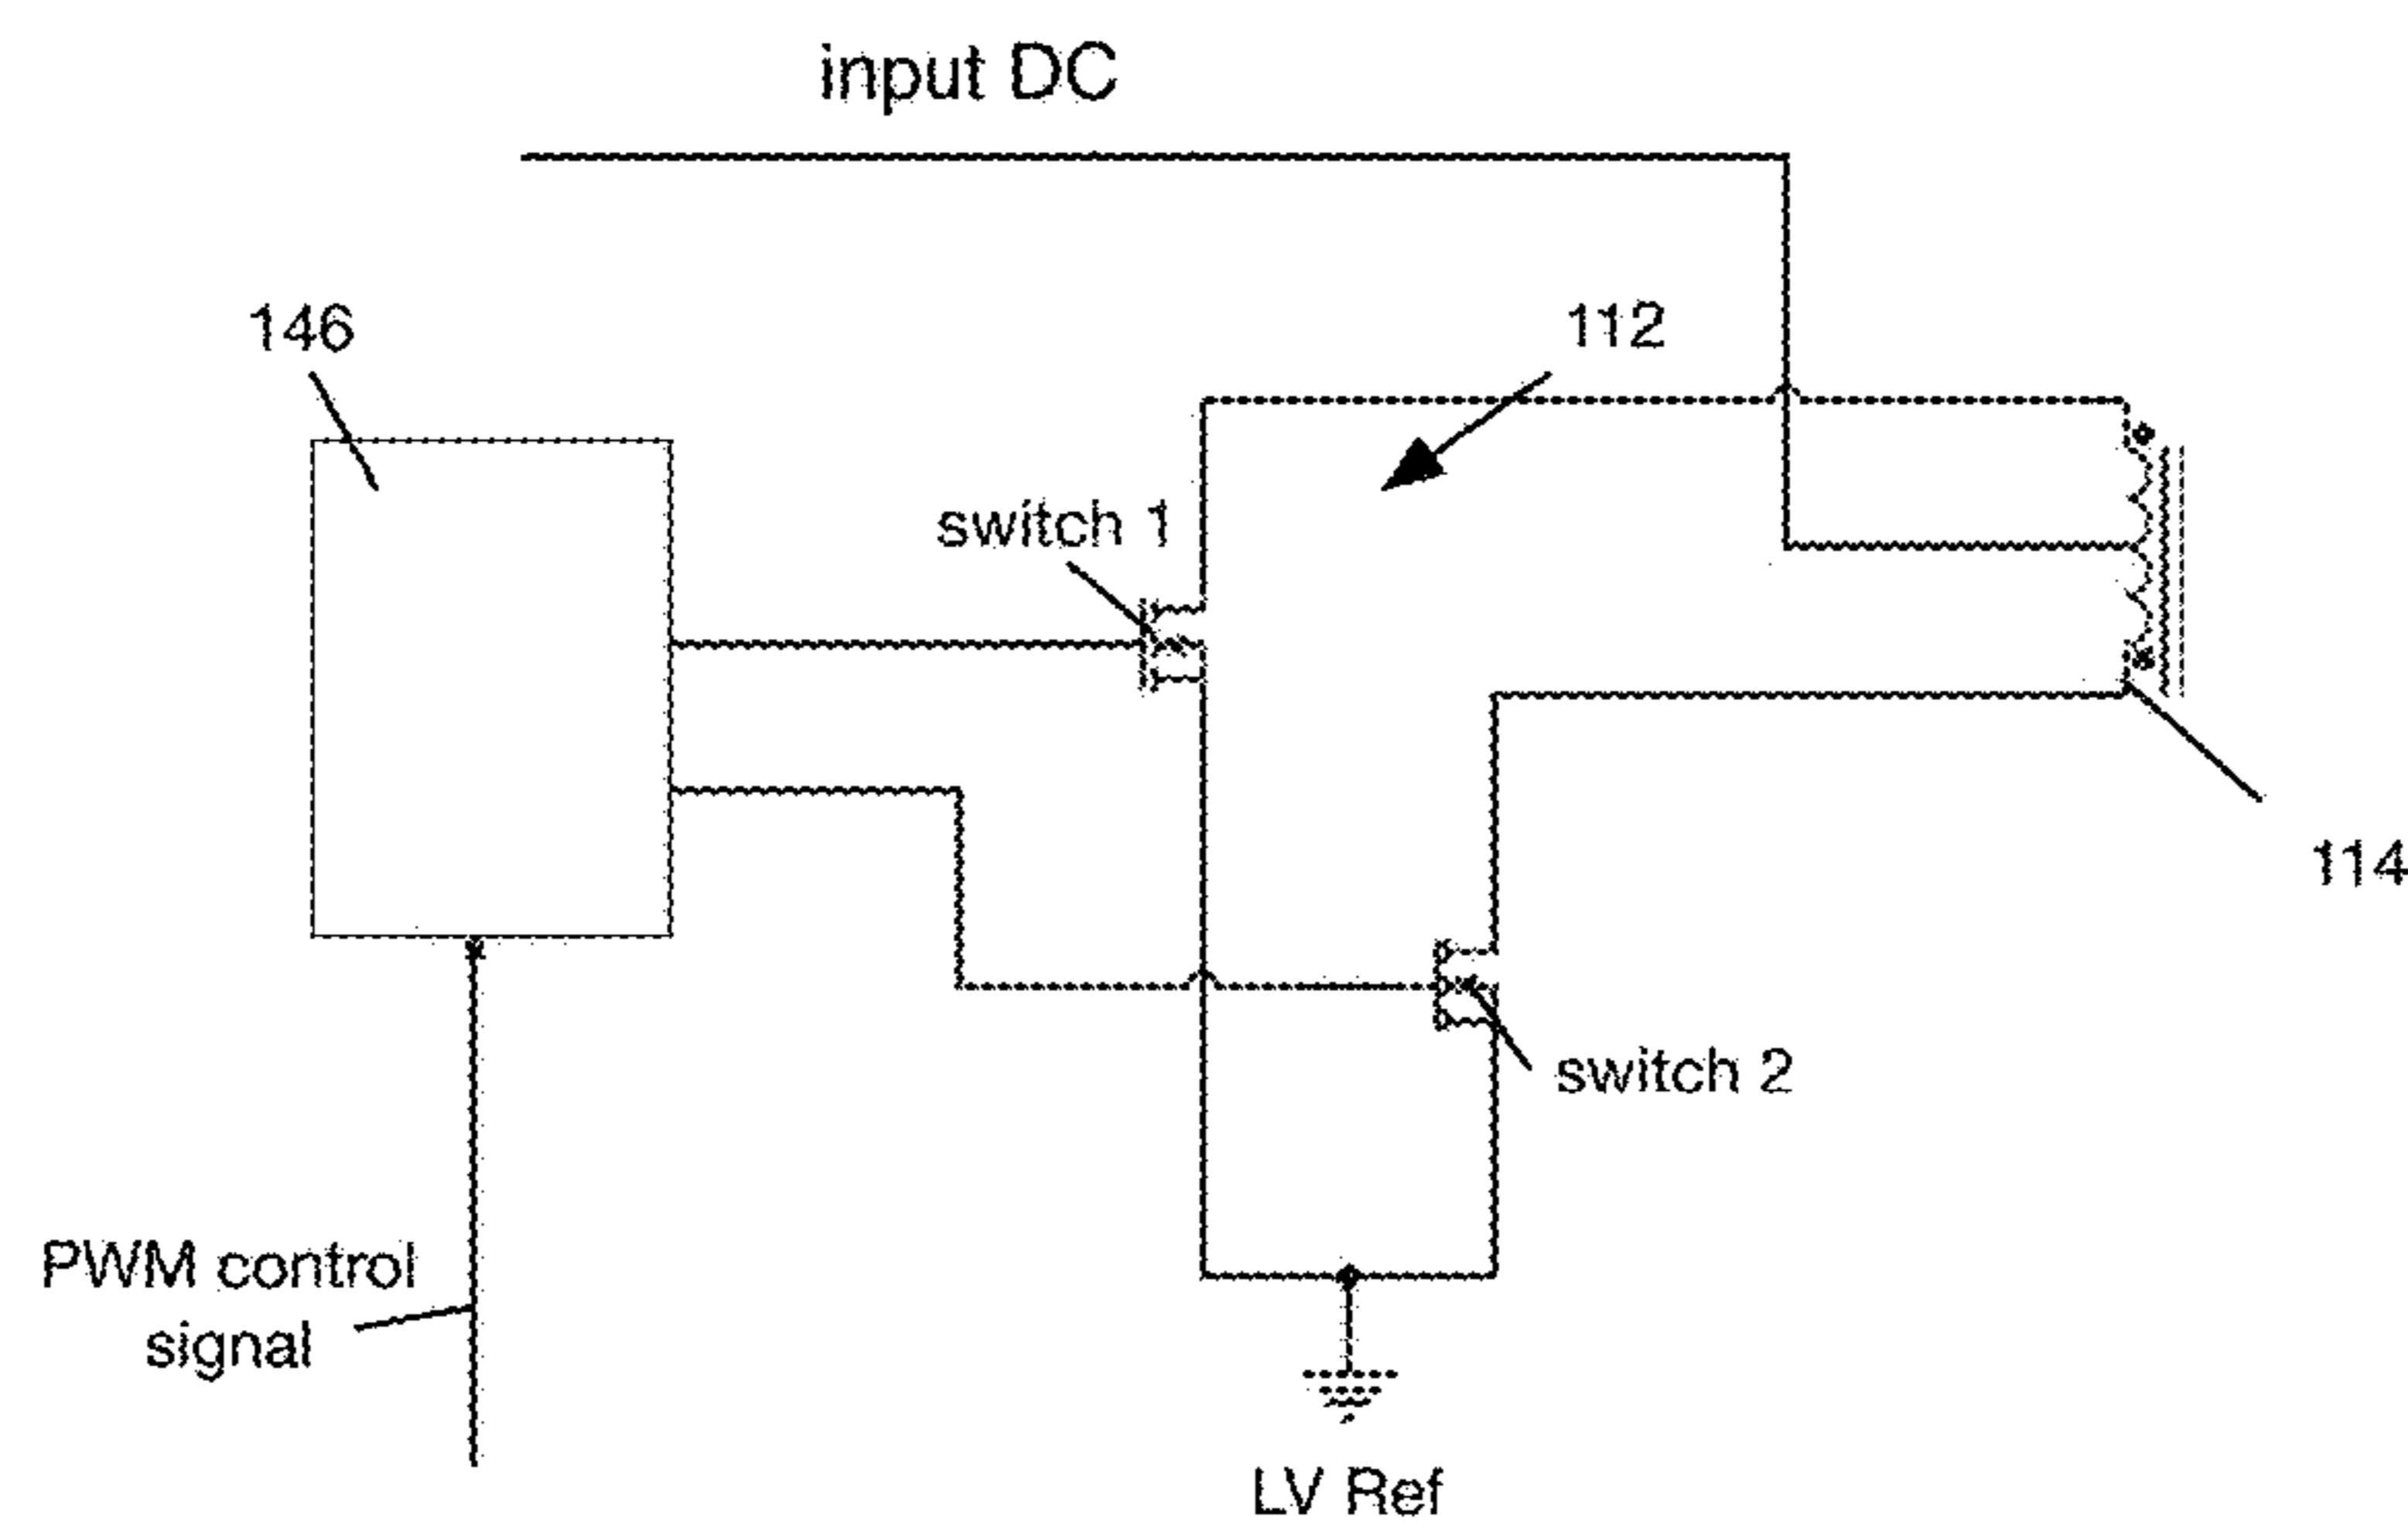 input DC
146
112
switch 1
114
switch 2
PWM control
signal
LV Ref